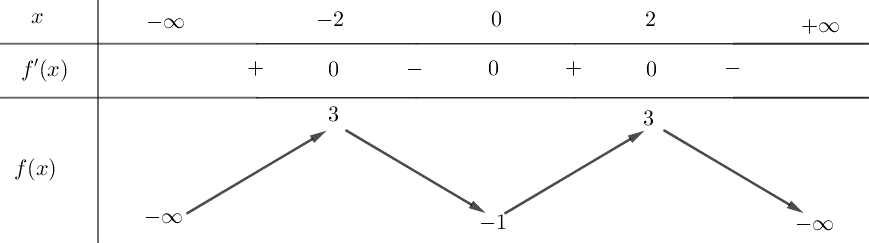 x −∞ −2 0 2 +∞
f′(x) + 0 − 0 + 0 −
3 3
f(x)
−∞ −1 −∞